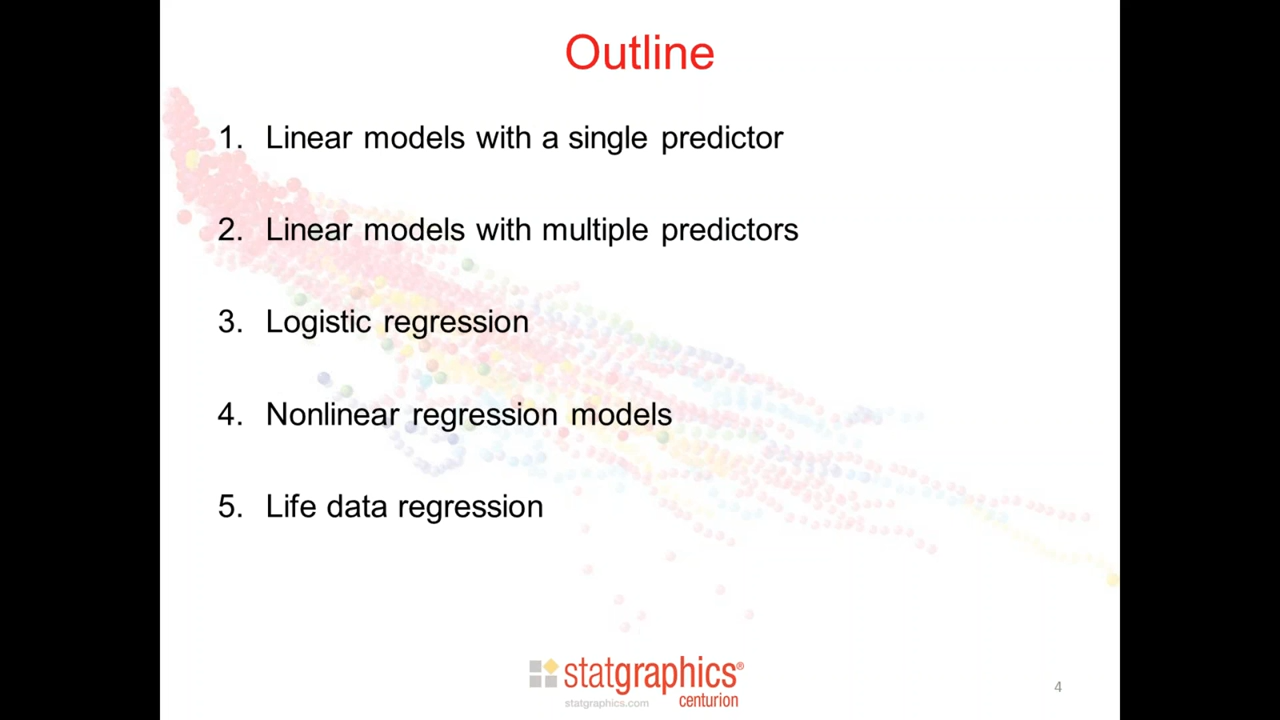 Outline
1. Linear models with a single predictor
2. Linear models with multiple predictors
3. Logistic regression
4. Nonlinear regression models
5. Life data regression
statgraphics®
statgraphics.com centurion
4